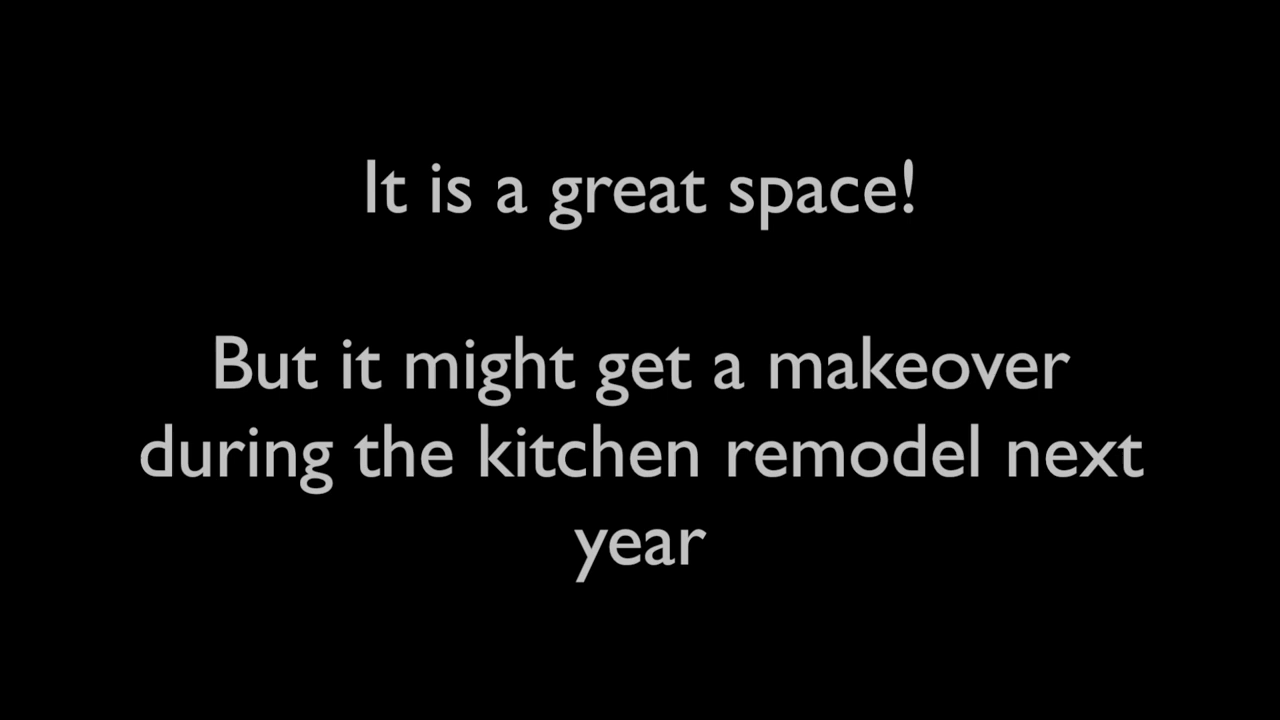 It is a great space!
But it might get a makeover
during the kitchen remodel next
year